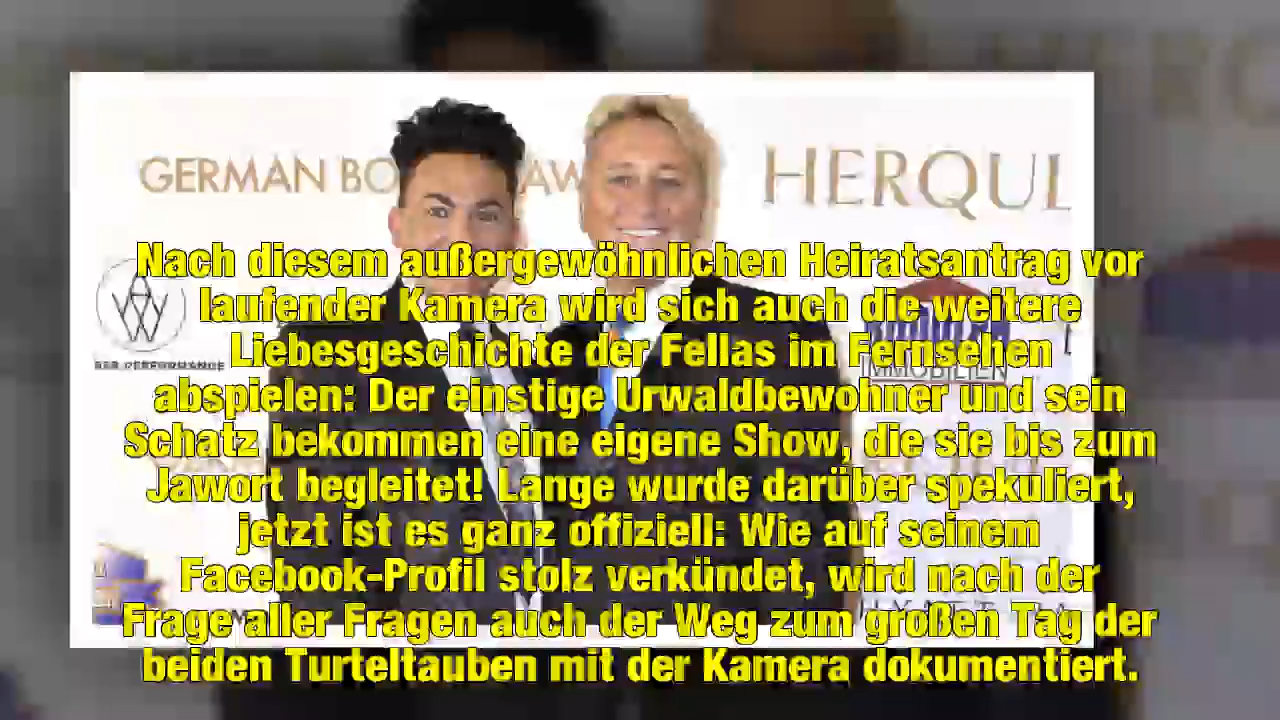 GERMAN BO AW
HERQUL
Nach diesem außergewöhnlichen Heiratsantrag vor
laufender Kamera wird sich auch die weitere
Liebesgeschichte der Fellas im Fernsehen
abspielen: Der einstige Urwaldbewohner und sein
Schatz bekommen eine eigene Show, die sie bis zum
Jawort begleitet! Lange wurde darüber spekuliert,
jetzt ist es ganz offiziell: Wie auf seinem
Facebook-Profil stolz verkündet, wird nach der
Frage aller Fragen auch der Weg zum großen Tag der
beiden Turteltauben mit der Kamera dokumentiert.
IMMOBILIEN